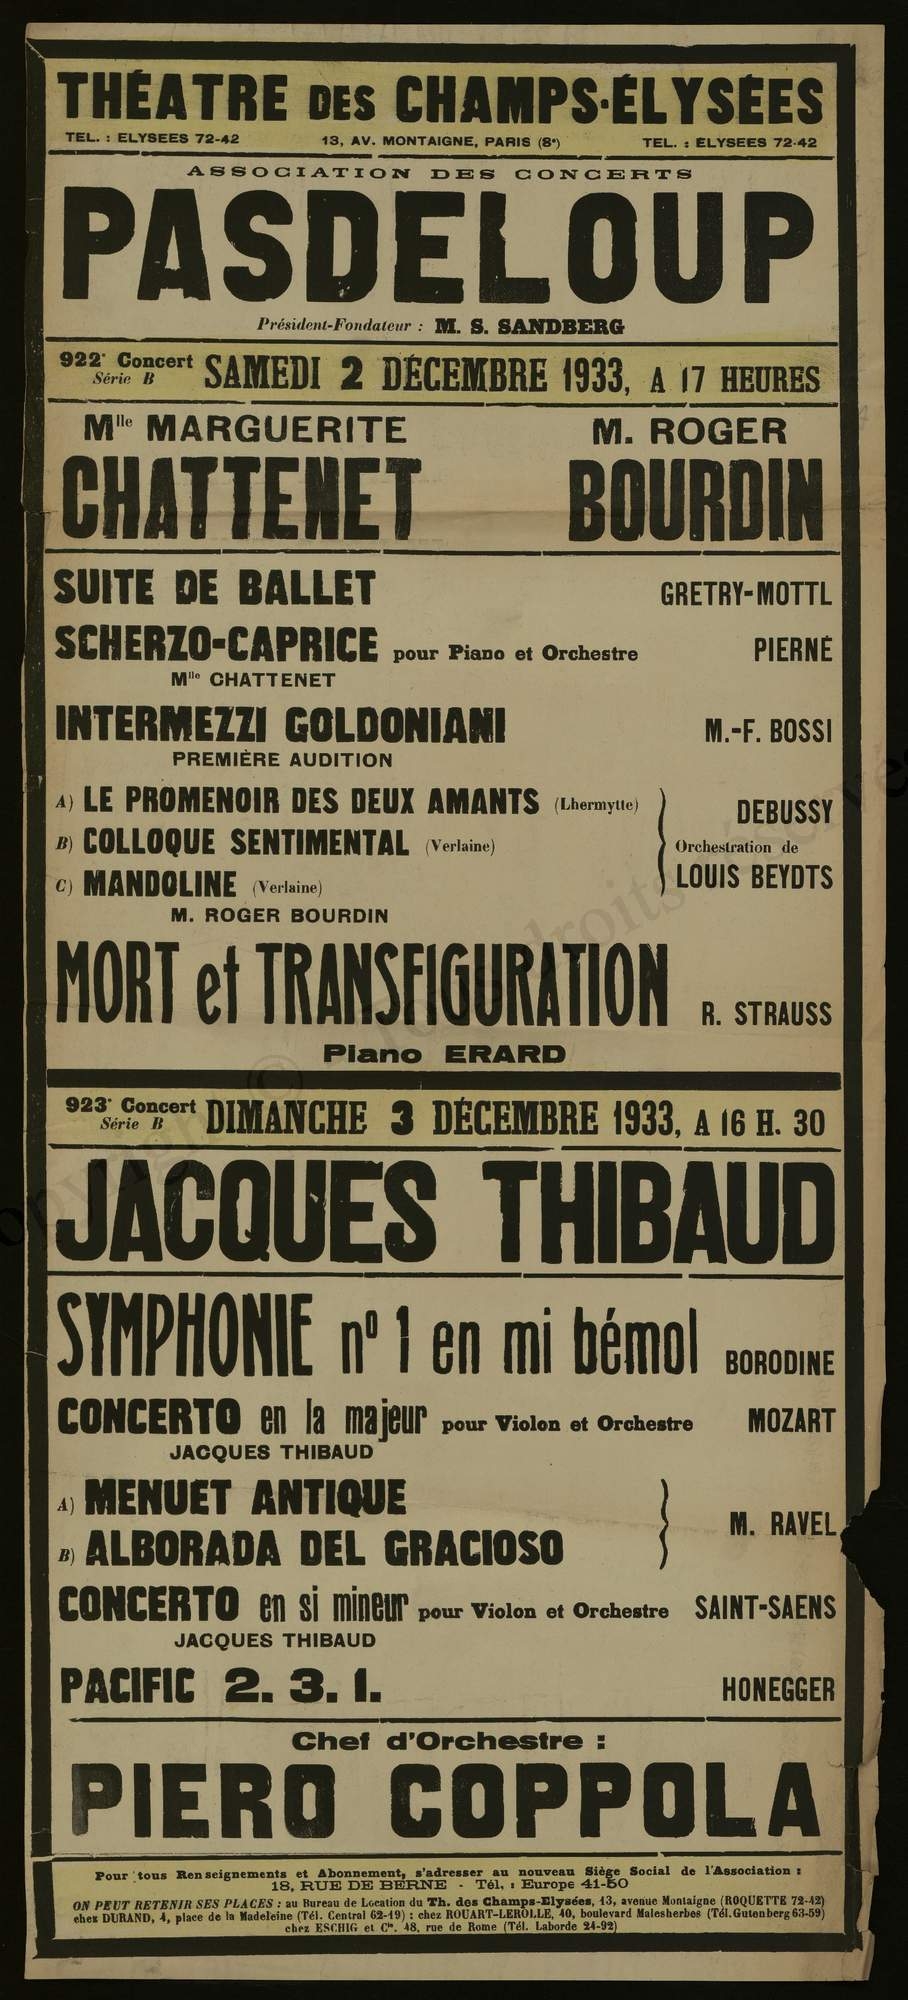 THÉATRE DES CHAMPS-ÉLYSÉES
TEL. : ELYSEES 72-42 13, AV. MONTAIGNE, PARIS (8e) TEL. : ÉLYSEES 72-42
ASSOCIATION DES CONCERTS
PASDELOUP
Président-Fondateur : M. S. SANDBERG
922e Concert
Série B
SAMEDI 2 DÉCEMBRE 1933, A 17 HEURES
Mlle MARGUERITE M. ROGER
CHATTENET BOURDIN
SUITE DE BALLET GRETRY-MOTTL
SCHERZO-CAPRICE pour Piano et Orchestre PIERNÉ
Mlle CHATTENET
INTERMEZZI GOLDONIANI M.-F. BOSSI
PREMIÈRE AUDITION
A) LE PROMENOIR DES DEUX AMANTS (Lhermytte) DEBUSSY
B) COLLOQUE SENTIMENTAL (Verlaine) Orchestration de
C) MANDOLINE (Verlaine) LOUIS BEYDTS
M. ROGER BOURDIN
MORT et TRANSFIGURATION R. STRAUSS
Piano ERARD
923e Concert
Série B
DIMANCHE 3 DÉCEMBRE 1933, A 16 H. 30
JACQUES THIBAUD
SYMPHONIE no 1 en mi bémol BORODINE
CONCERTO en la majeur pour Violon et Orchestre MOZART
JACQUES THIBAUD
A) MENUET ANTIQUE
M. RAVEL
B) ALBORADA DEL GRACIOSO
CONCERTO en si mineur pour Violon et Orchestre SAINT-SAENS
JACQUES THIBAUD
PACIFIC 2. 3. 1. HONEGGER
Chef d'Orchestre :
PIERO COPPOLA
Pour tous Renseignements et Abonnement, s'adresser au nouveau Siège Social de l'Association :
18, RUE DE BERNE - Tél. : Europe 41-50
ON PEUT RETENIR SES PLACES : au Bureau de Location du Th. des Champs-Elysées, 13, avenue Montaigne (ROQUETTE 72-42)
chez DURAND, 4, place de la Madeleine (Tél. Central 62-19) ; chez ROUART-LEROLLE, 40, boulevard Malesherbes (Tél. Gutenberg 63-59)
chez ESCHIG et Cie. 48, rue de Rome (Tél. Laborde 24-92)
Copyright © - Tous droits réservés